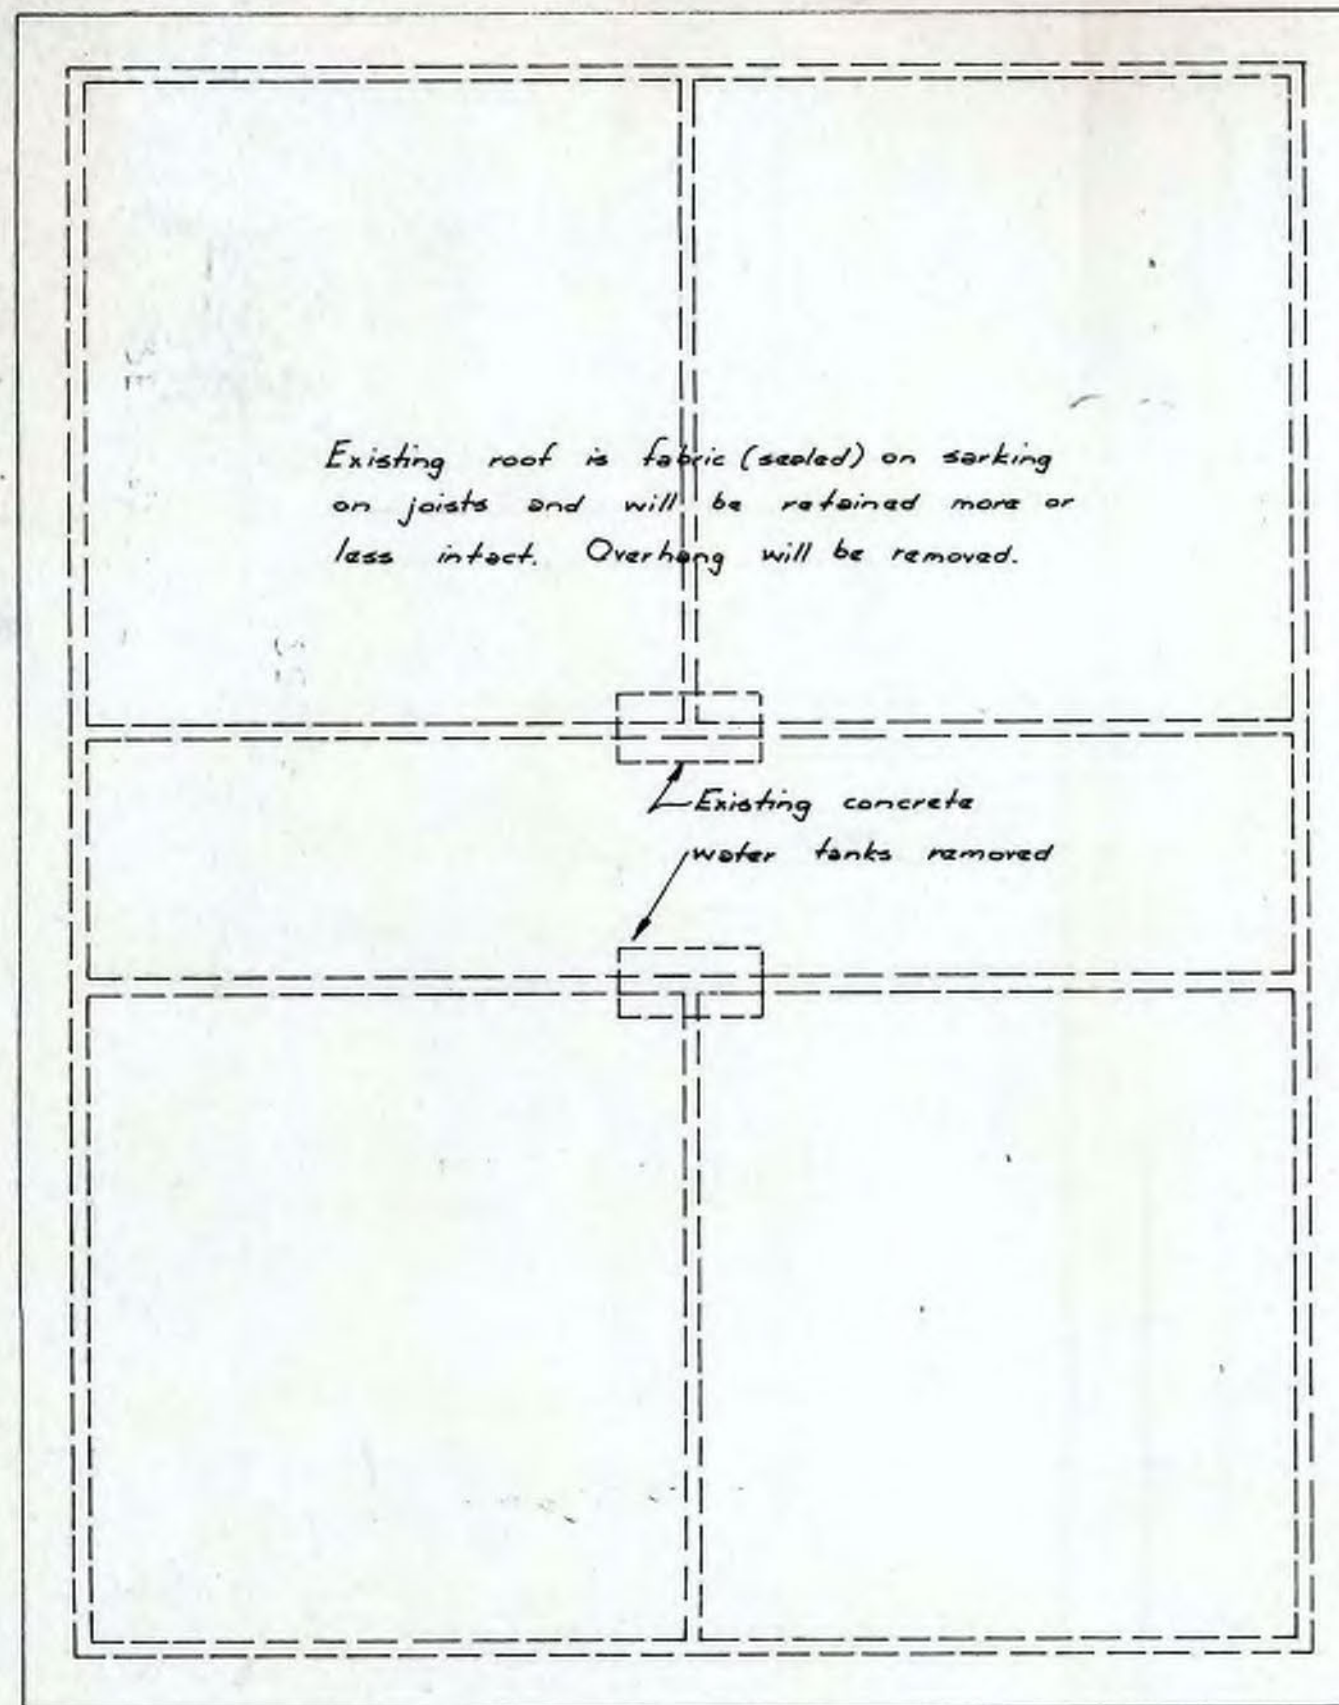 Existing roof is fabric (sealed) on sarking
on joists and will be retained more or
less intact. Overhang will be removed.
Existing concrete
water tanks removed